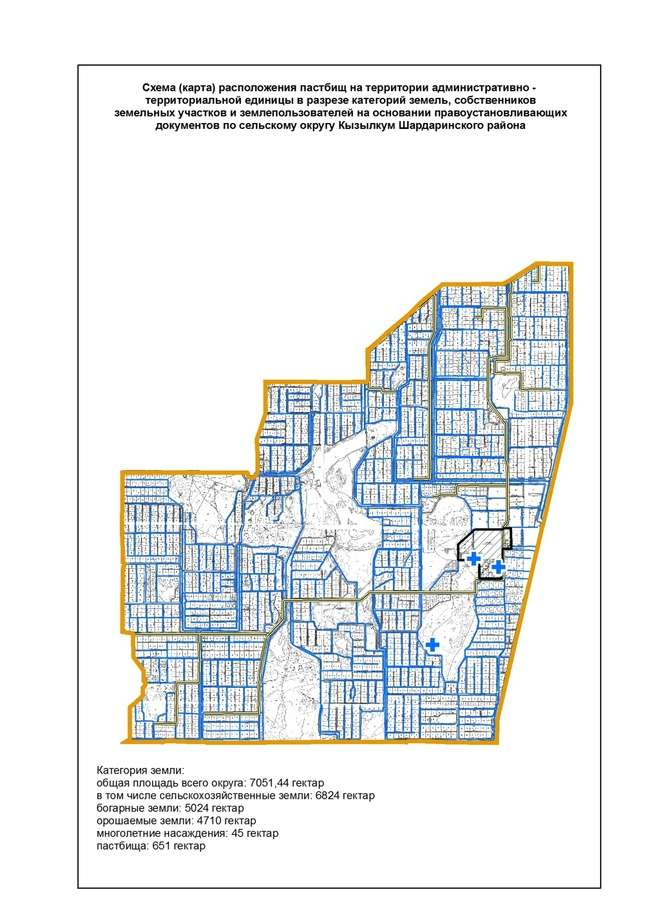 Схема (карта) расположения пастбищ на территории административно -
территориальной единицы в разрезе категорий земель, собственников
земельных участков и землепользователей на основании правоустановливающих
документов по сельскому округу Кызылкум Шардаринского района
Категория земли:
общая площадь всего округа: 7051,44 гектар
в том числе сельскохозяйственные земли: 6824 гектар
богарные земли: 5024 гектар
орошаемые земли: 4710 гектар
многолетние насаждения: 45 гектар
пастбища: 651 гектар